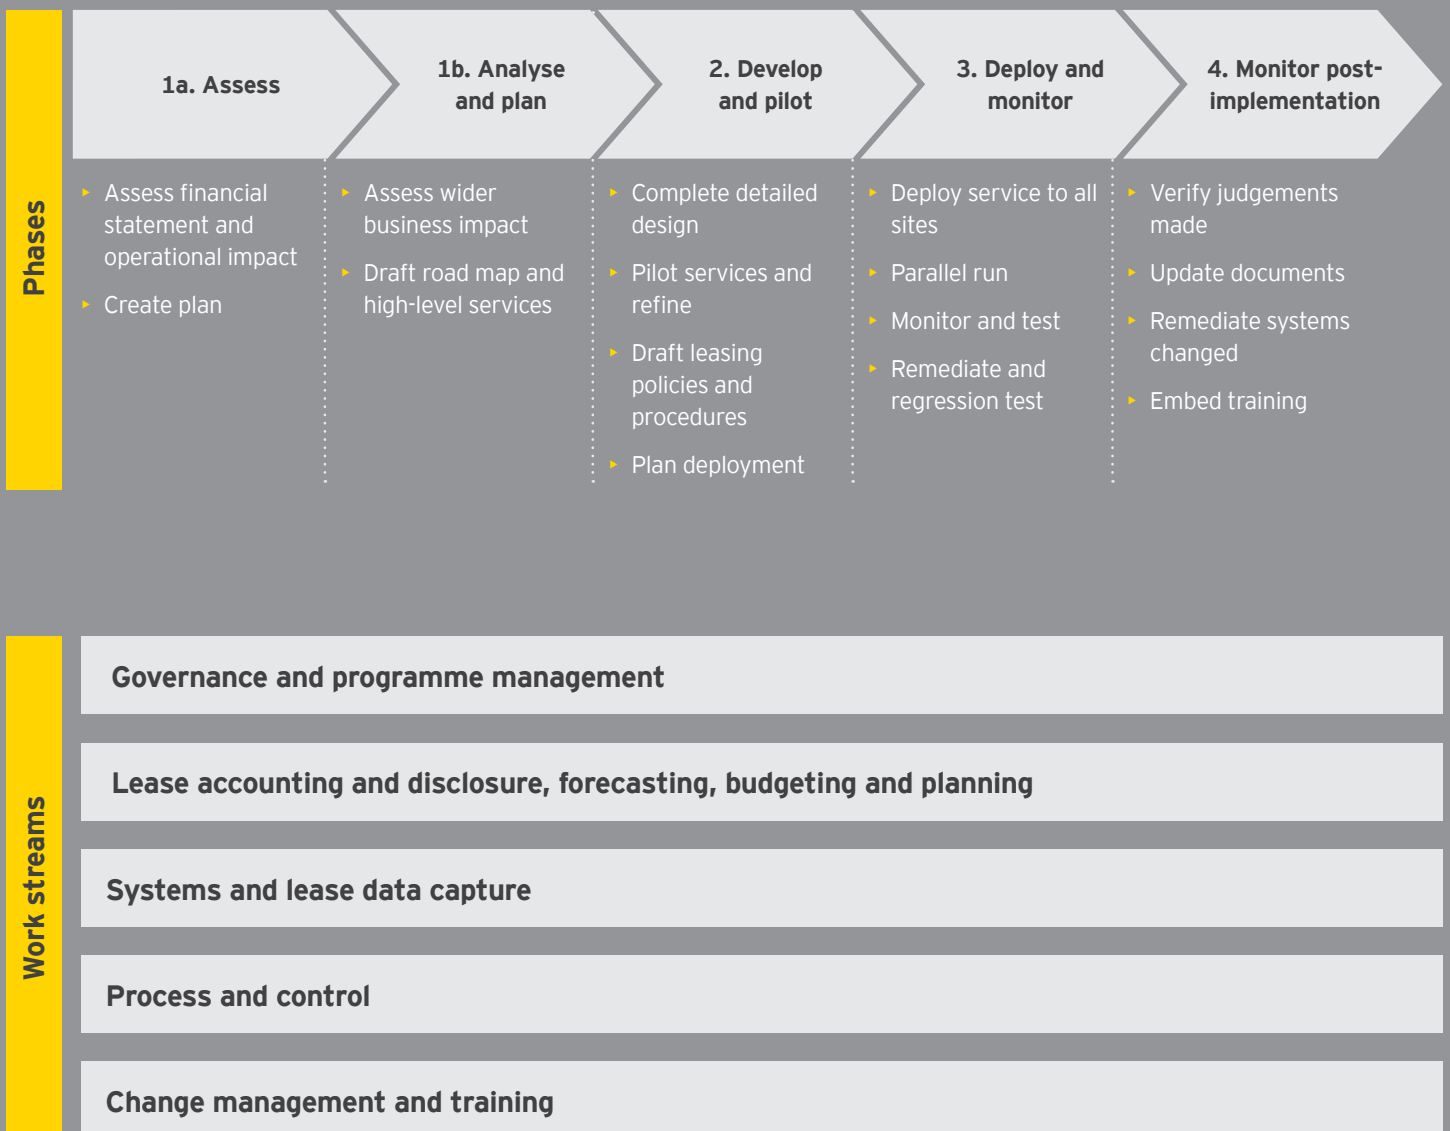 Phases
1a. Assess
1b. Analyse
and plan
2. Develop
and pilot
3. Deploy and
monitor
4. Monitor post-
implementation
‣ Assess financial
statement and
operational impact
‣ Create plan
‣ Assess wider
business impact
‣ Draft road map and
high-level services
‣ Complete detailed
design
‣ Pilot services and
refine
‣ Draft leasing
policies and
procedures
‣ Plan deployment
‣ Deploy service to all
sites
‣ Parallel run
‣ Monitor and test
‣ Remediate and
regression test
‣ Verify judgements
made
‣ Update documents
‣ Remediate systems
changed
‣ Embed training
Work streams
Governance and programme management
Lease accounting and disclosure, forecasting, budgeting and planning
Systems and lease data capture
Process and control
Change management and training